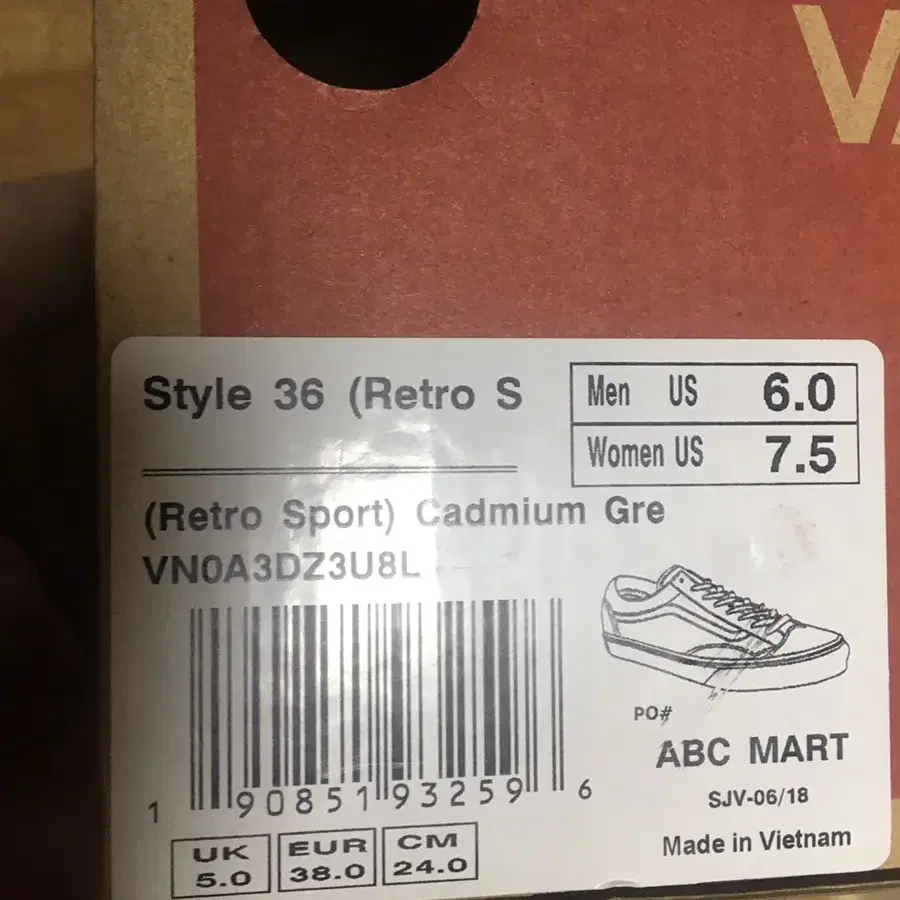 VA
Style 36 (Retro S
Men US 6.0
Women US 7.5
(Retro Sport) Cadmium Gre
VN0A3DZ3U8L
1 90851 93259 6
PO#
ABC MART
SJV-06/18
Made in Vietnam
UK 5.0
EUR 38.0
CM 24.0